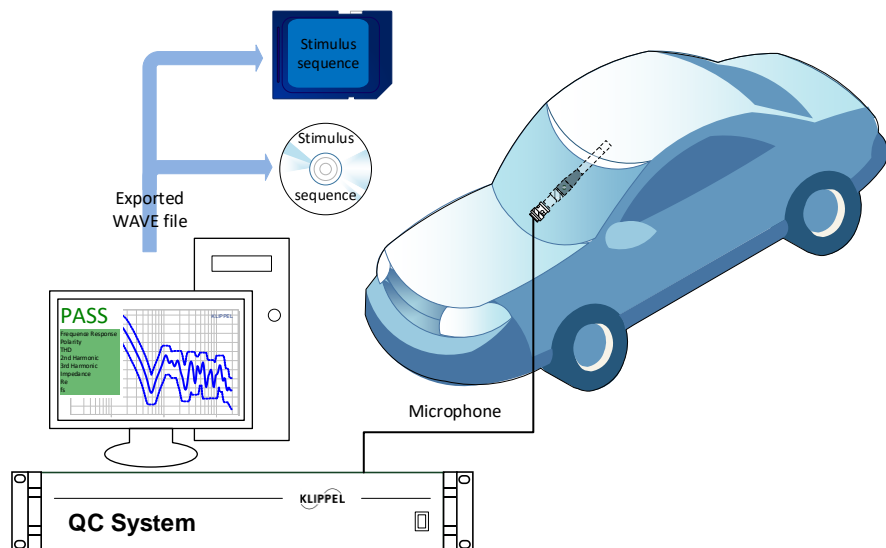 Stimulus
sequence
Stimulus
sequence
Exported
WAVE file
PASS
KLIPPEL
Frequence Response
Polarity
THD
2nd Harmonic
3rd Harmonic
Impedance
Re
fs
Microphone
KLIPPEL
QC System